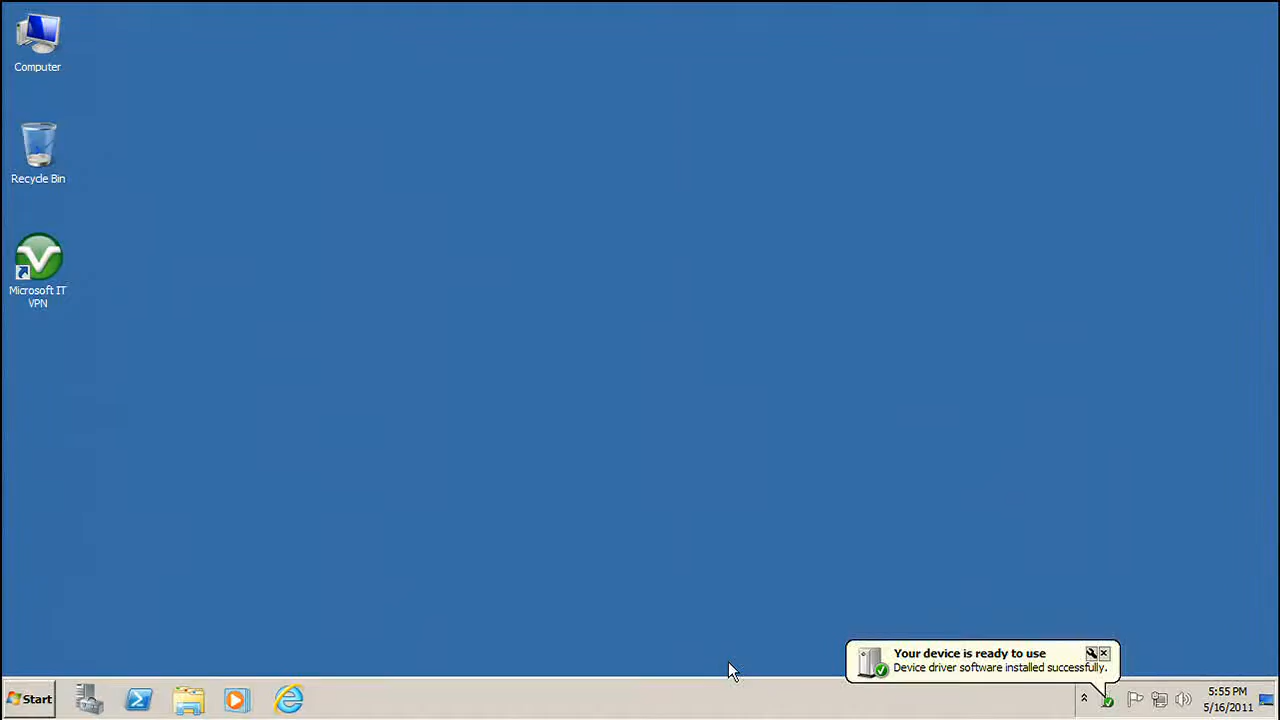 Computer
Recycle Bin
Microsoft IT
VPN
Your device is ready to use
Device driver software installed successfully.
Start
5:55 PM
5/16/2011